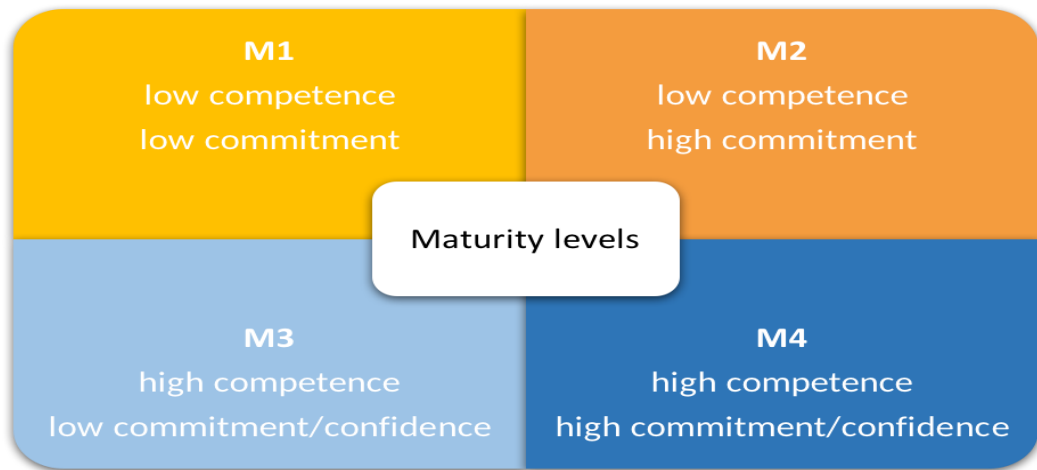 M1
low competence
low commitment
M2
low competence
high commitment
Maturity levels
M3
high competence
low commitment/confidence
M4
high competence
high commitment/confidence